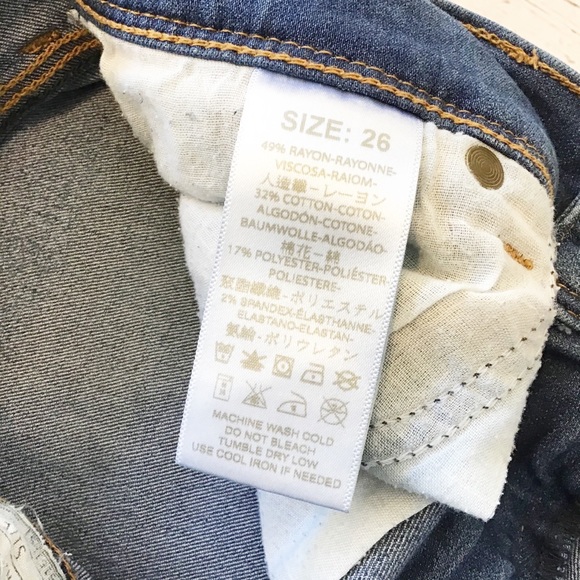 SIZE: 26
49% RAYON-RAYONNE-
VISCOSA-RAIOM-
人造纖-レーヨン
32% COTTON-COTON-
ALGODÓN-COTONE-
BAUMWOLLE-ALGODÃO-
棉花-綿
17% POLYESTER-POLIÉSTER-
POLIESTERE-
聚脂纖維-ポリエステル
2% SPANDEX-ÉLASTHANNE-
ELASTANO-ELASTAN-
氨綸-ポリウレタン
MACHINE WASH COLD
DO NOT BLEACH
TUMBLE DRY LOW
USE COOL IRON IF NEEDED